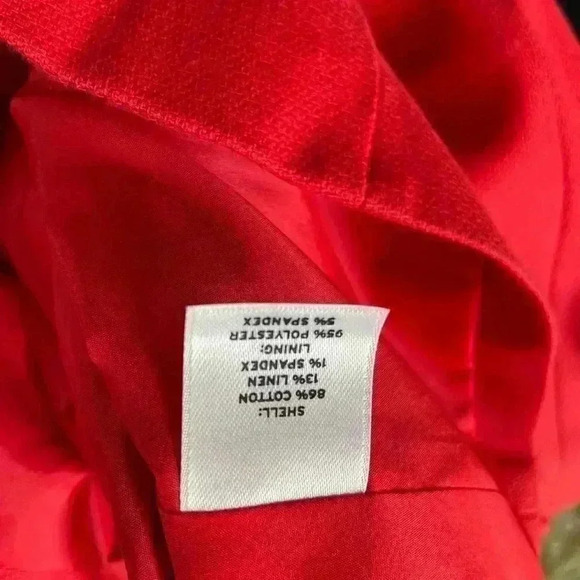 SHELL:
86% COTTON
13% LINEN
1% SPANDEX
LINING:
95% POLYESTER
5% SPANDEX